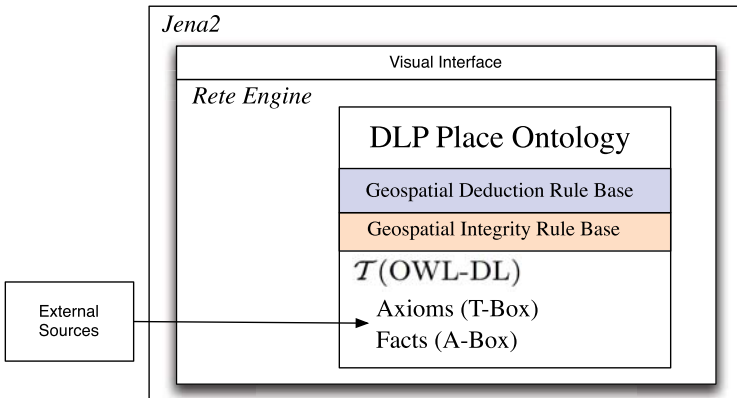 Jena2
Visual Interface
Rete Engine
DLP Place Ontology
Geospatial Deduction Rule Base
Geospatial Integrity Rule Base
𝒯(OWL-DL)
Axioms (T-Box)
Facts (A-Box)
External
Sources